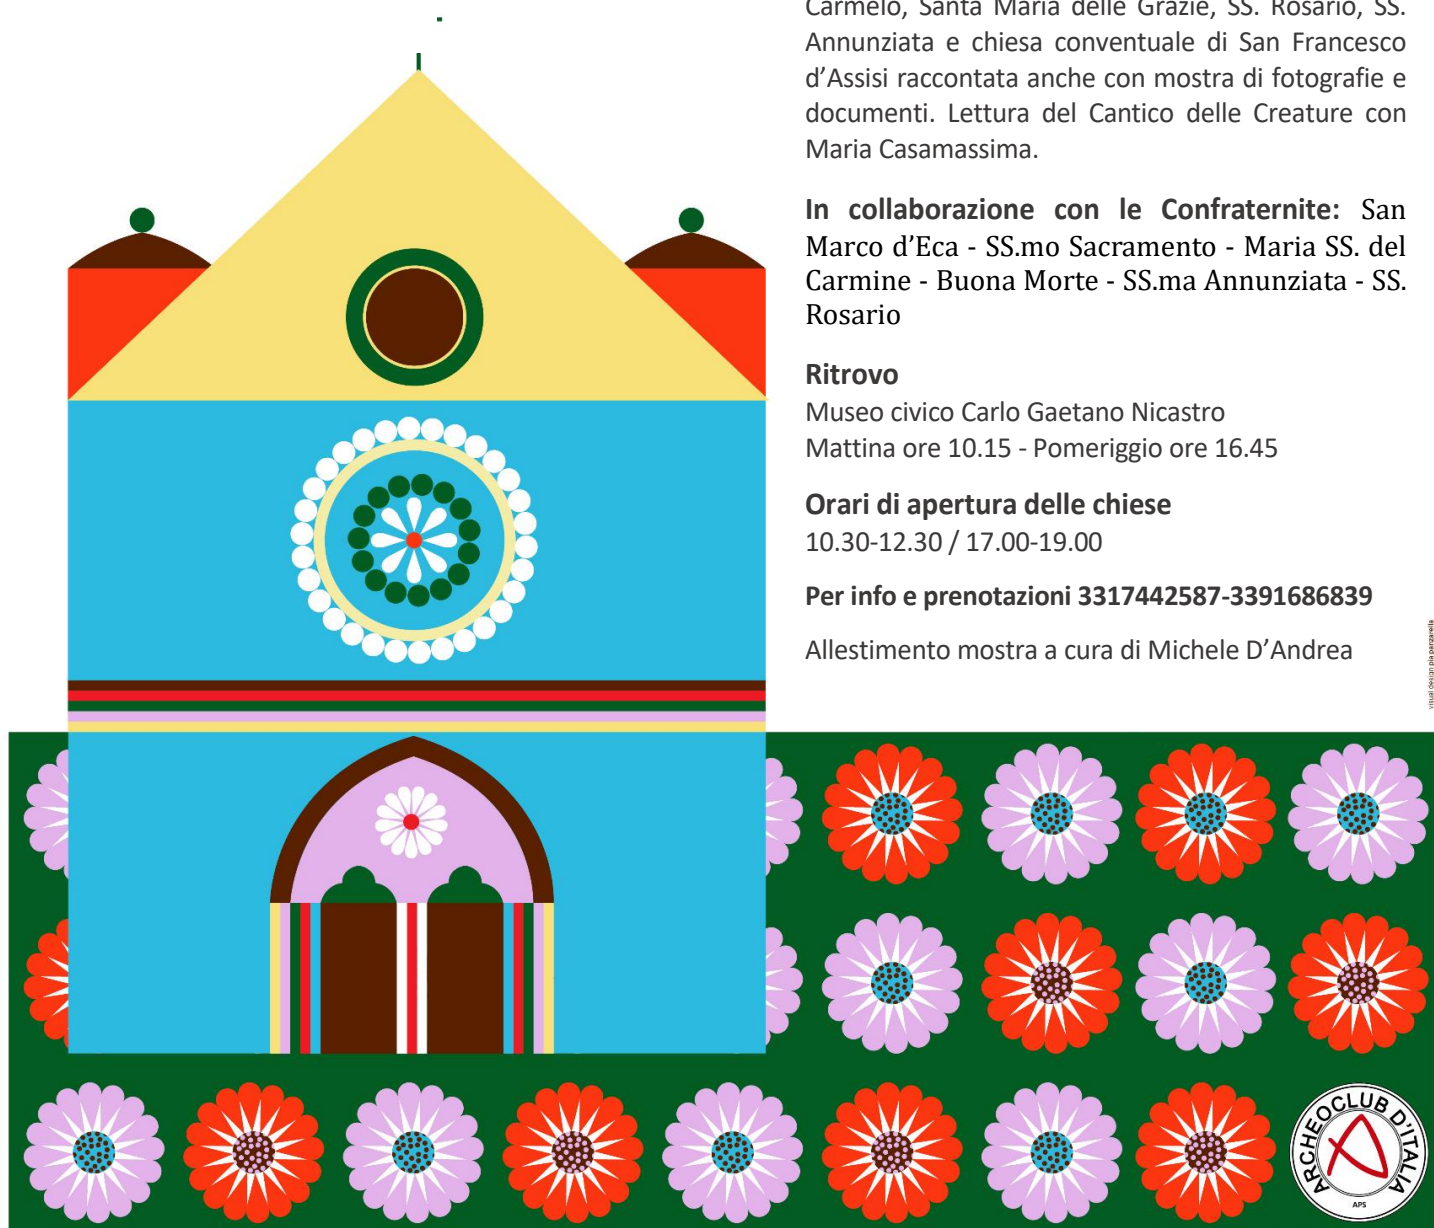 Carmelo, Santa Maria delle Grazie, SS. Rosario, SS.
Annunziata e chiesa conventuale di San Francesco
d’Assisi raccontata anche con mostra di fotografie e
documenti. Lettura del Cantico delle Creature con
Maria Casamassima.
In collaborazione con le Confraternite: San
Marco d’Eca - SS.mo Sacramento - Maria SS. del
Carmine - Buona Morte - SS.ma Annunziata - SS.
Rosario
Ritrovo
Museo civico Carlo Gaetano Nicastro
Mattina ore 10.15 - Pomeriggio ore 16.45
Orari di apertura delle chiese
10.30-12.30 / 17.00-19.00
Per info e prenotazioni 3317442587-3391686839
Allestimento mostra a cura di Michele D’Andrea
visual design pia panzarella
ARCHEOCLUB D'ITALIA
APS